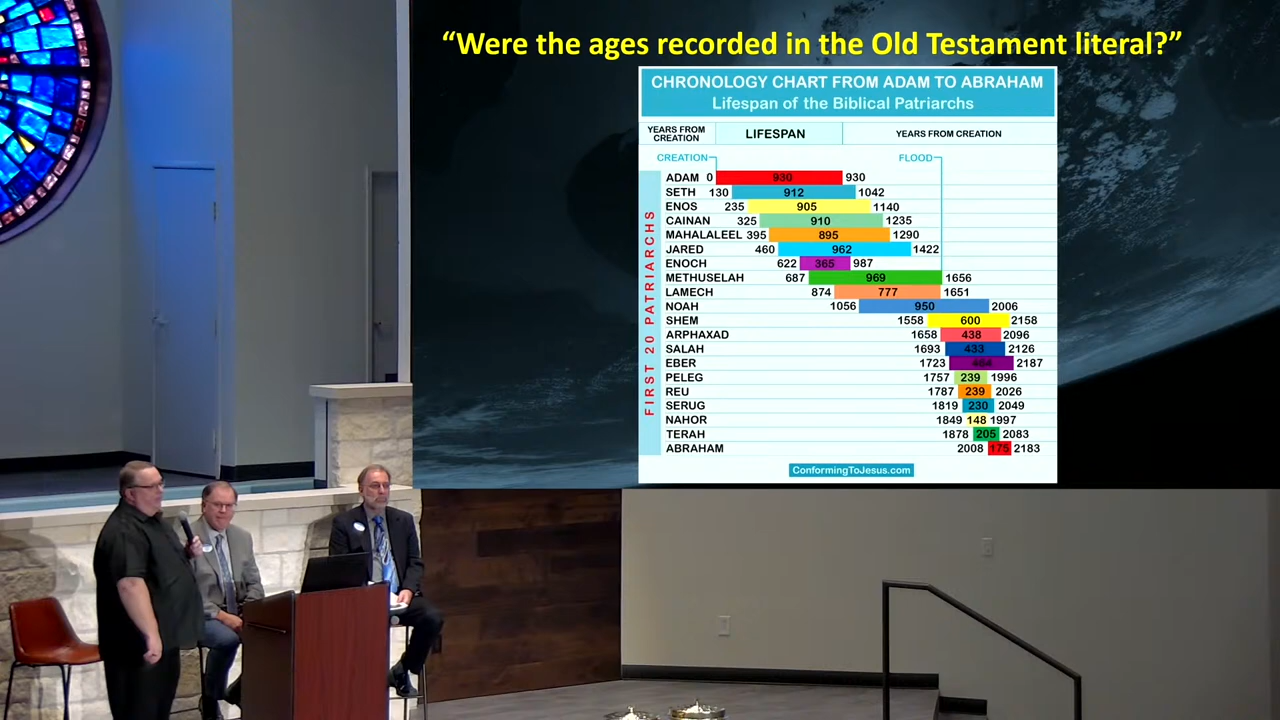 “Were the ages recorded in the Old Testament literal?”
CHRONOLOGY CHART FROM ADAM TO ABRAHAM
Lifespan of the Biblical Patriarchs
YEARS FROM
CREATION
LIFESPAN
YEARS FROM CREATION
CREATION
FLOOD
FIRST 20 PATRIARCHS
ADAM 0 930 930
SETH 130 912 1042
ENOS 235 905 1140
CAINAN 325 910 1235
MAHALALEEL 395 895 1290
JARED 460 962 1422
ENOCH 622 365 987
METHUSELAH 687 969 1656
LAMECH 874 777 1651
NOAH 1056 950 2006
SHEM 1558 600 2158
ARPHAXAD 1658 438 2096
SALAH 1693 433 2126
EBER 1723 464 2187
PELEG 1757 239 1996
REU 1787 239 2026
SERUG 1819 230 2049
NAHOR 1849 148 1997
TERAH 1878 205 2083
ABRAHAM 2008 175 2183
ConformingToJesus.com